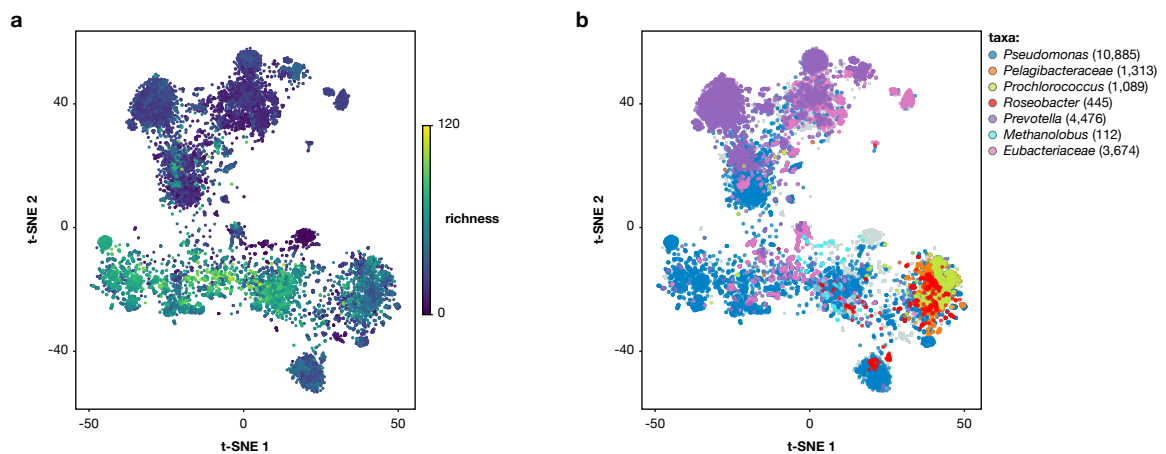 a
t-SNE 2
40
0
-40
-50
0
50
t-SNE 1
120
richness
0
b
t-SNE 2
40
0
-40
-50
0
50
t-SNE 1
taxa:
Pseudomonas (10,885)
Pelagibacteraceae (1,313)
Prochlorococcus (1,089)
Roseobacter (445)
Prevotella (4,476)
Methanolobus (112)
Eubacteriaceae (3,674)